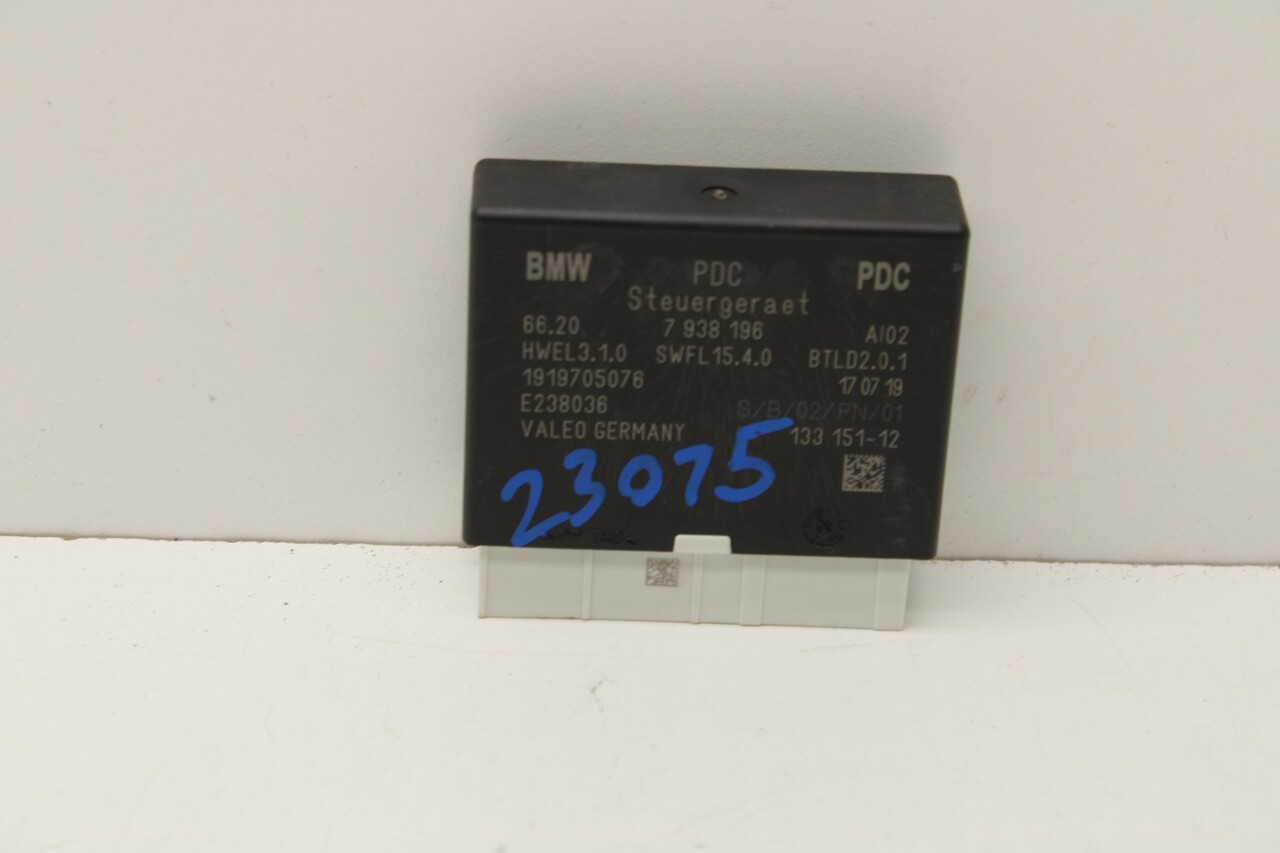 BMW PDC PDC
Steuergeraet
66.20 7 938 196 AI02
HWEL3.1.0 SWFL15.4.0 BTLD2.0.1
1919705076 17 07 19
E238036 S/B/02/PN/01
VALEO GERMANY 133 151-12
23075